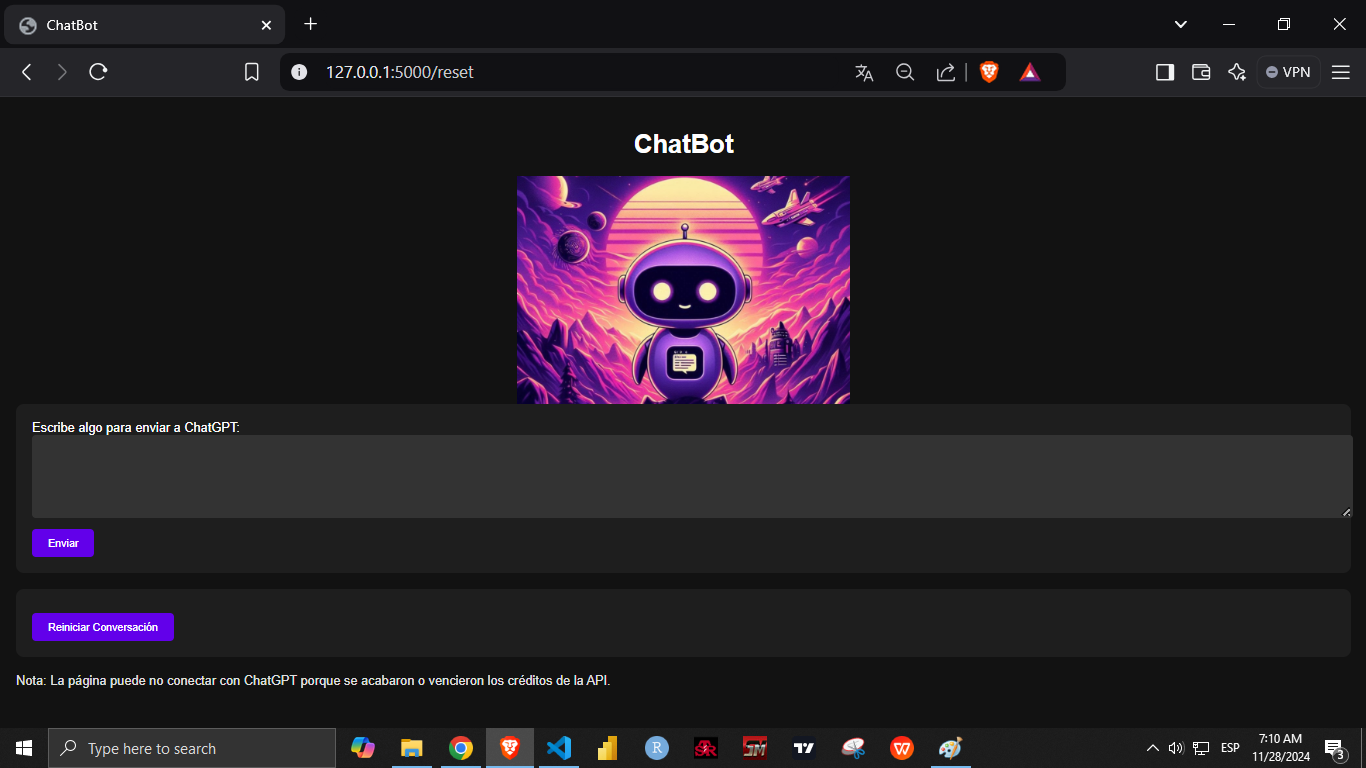 ChatBot
127.0.0.1:5000/reset
VPN
ChatBot
Escribe algo para enviar a ChatGPT:
Enviar
Reiniciar Conversación
Nota: La página puede no conectar con ChatGPT porque se acabaron o vencieron los créditos de la API.
Type here to search
R
SR
SM
W
ESP
7:10 AM
11/28/2024
3